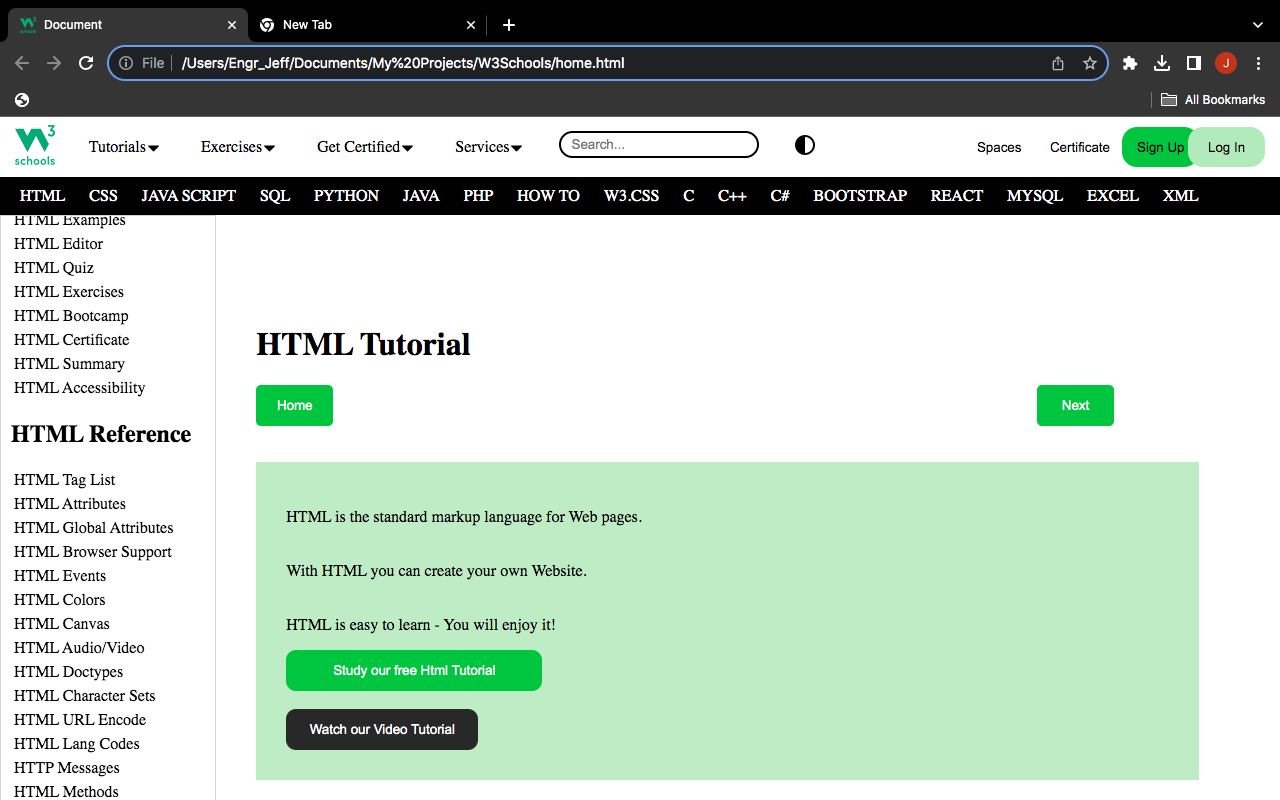 Document
New Tab
File
/Users/Engr_Jeff/Documents/My%20Projects/W3Schools/home.html
J
All Bookmarks
W3 schools
Tutorials
Exercises
Get Certified
Services
Search...
Spaces
Certificate
Sign Up
Log In
HTML CSS JAVA SCRIPT SQL PYTHON JAVA PHP HOW TO W3.CSS C C++ C# BOOTSTRAP REACT MYSQL EXCEL XML
HTML Examples
HTML Editor
HTML Quiz
HTML Exercises
HTML Bootcamp
HTML Certificate
HTML Summary
HTML Accessibility
HTML Reference
HTML Tag List
HTML Attributes
HTML Global Attributes
HTML Browser Support
HTML Events
HTML Colors
HTML Canvas
HTML Audio/Video
HTML Doctypes
HTML Character Sets
HTML URL Encode
HTML Lang Codes
HTTP Messages
HTML Methods
HTML Tutorial
Home
Next
HTML is the standard markup language for Web pages.
With HTML you can create your own Website.
HTML is easy to learn - You will enjoy it!
Study our free Html Tutorial
Watch our Video Tutorial